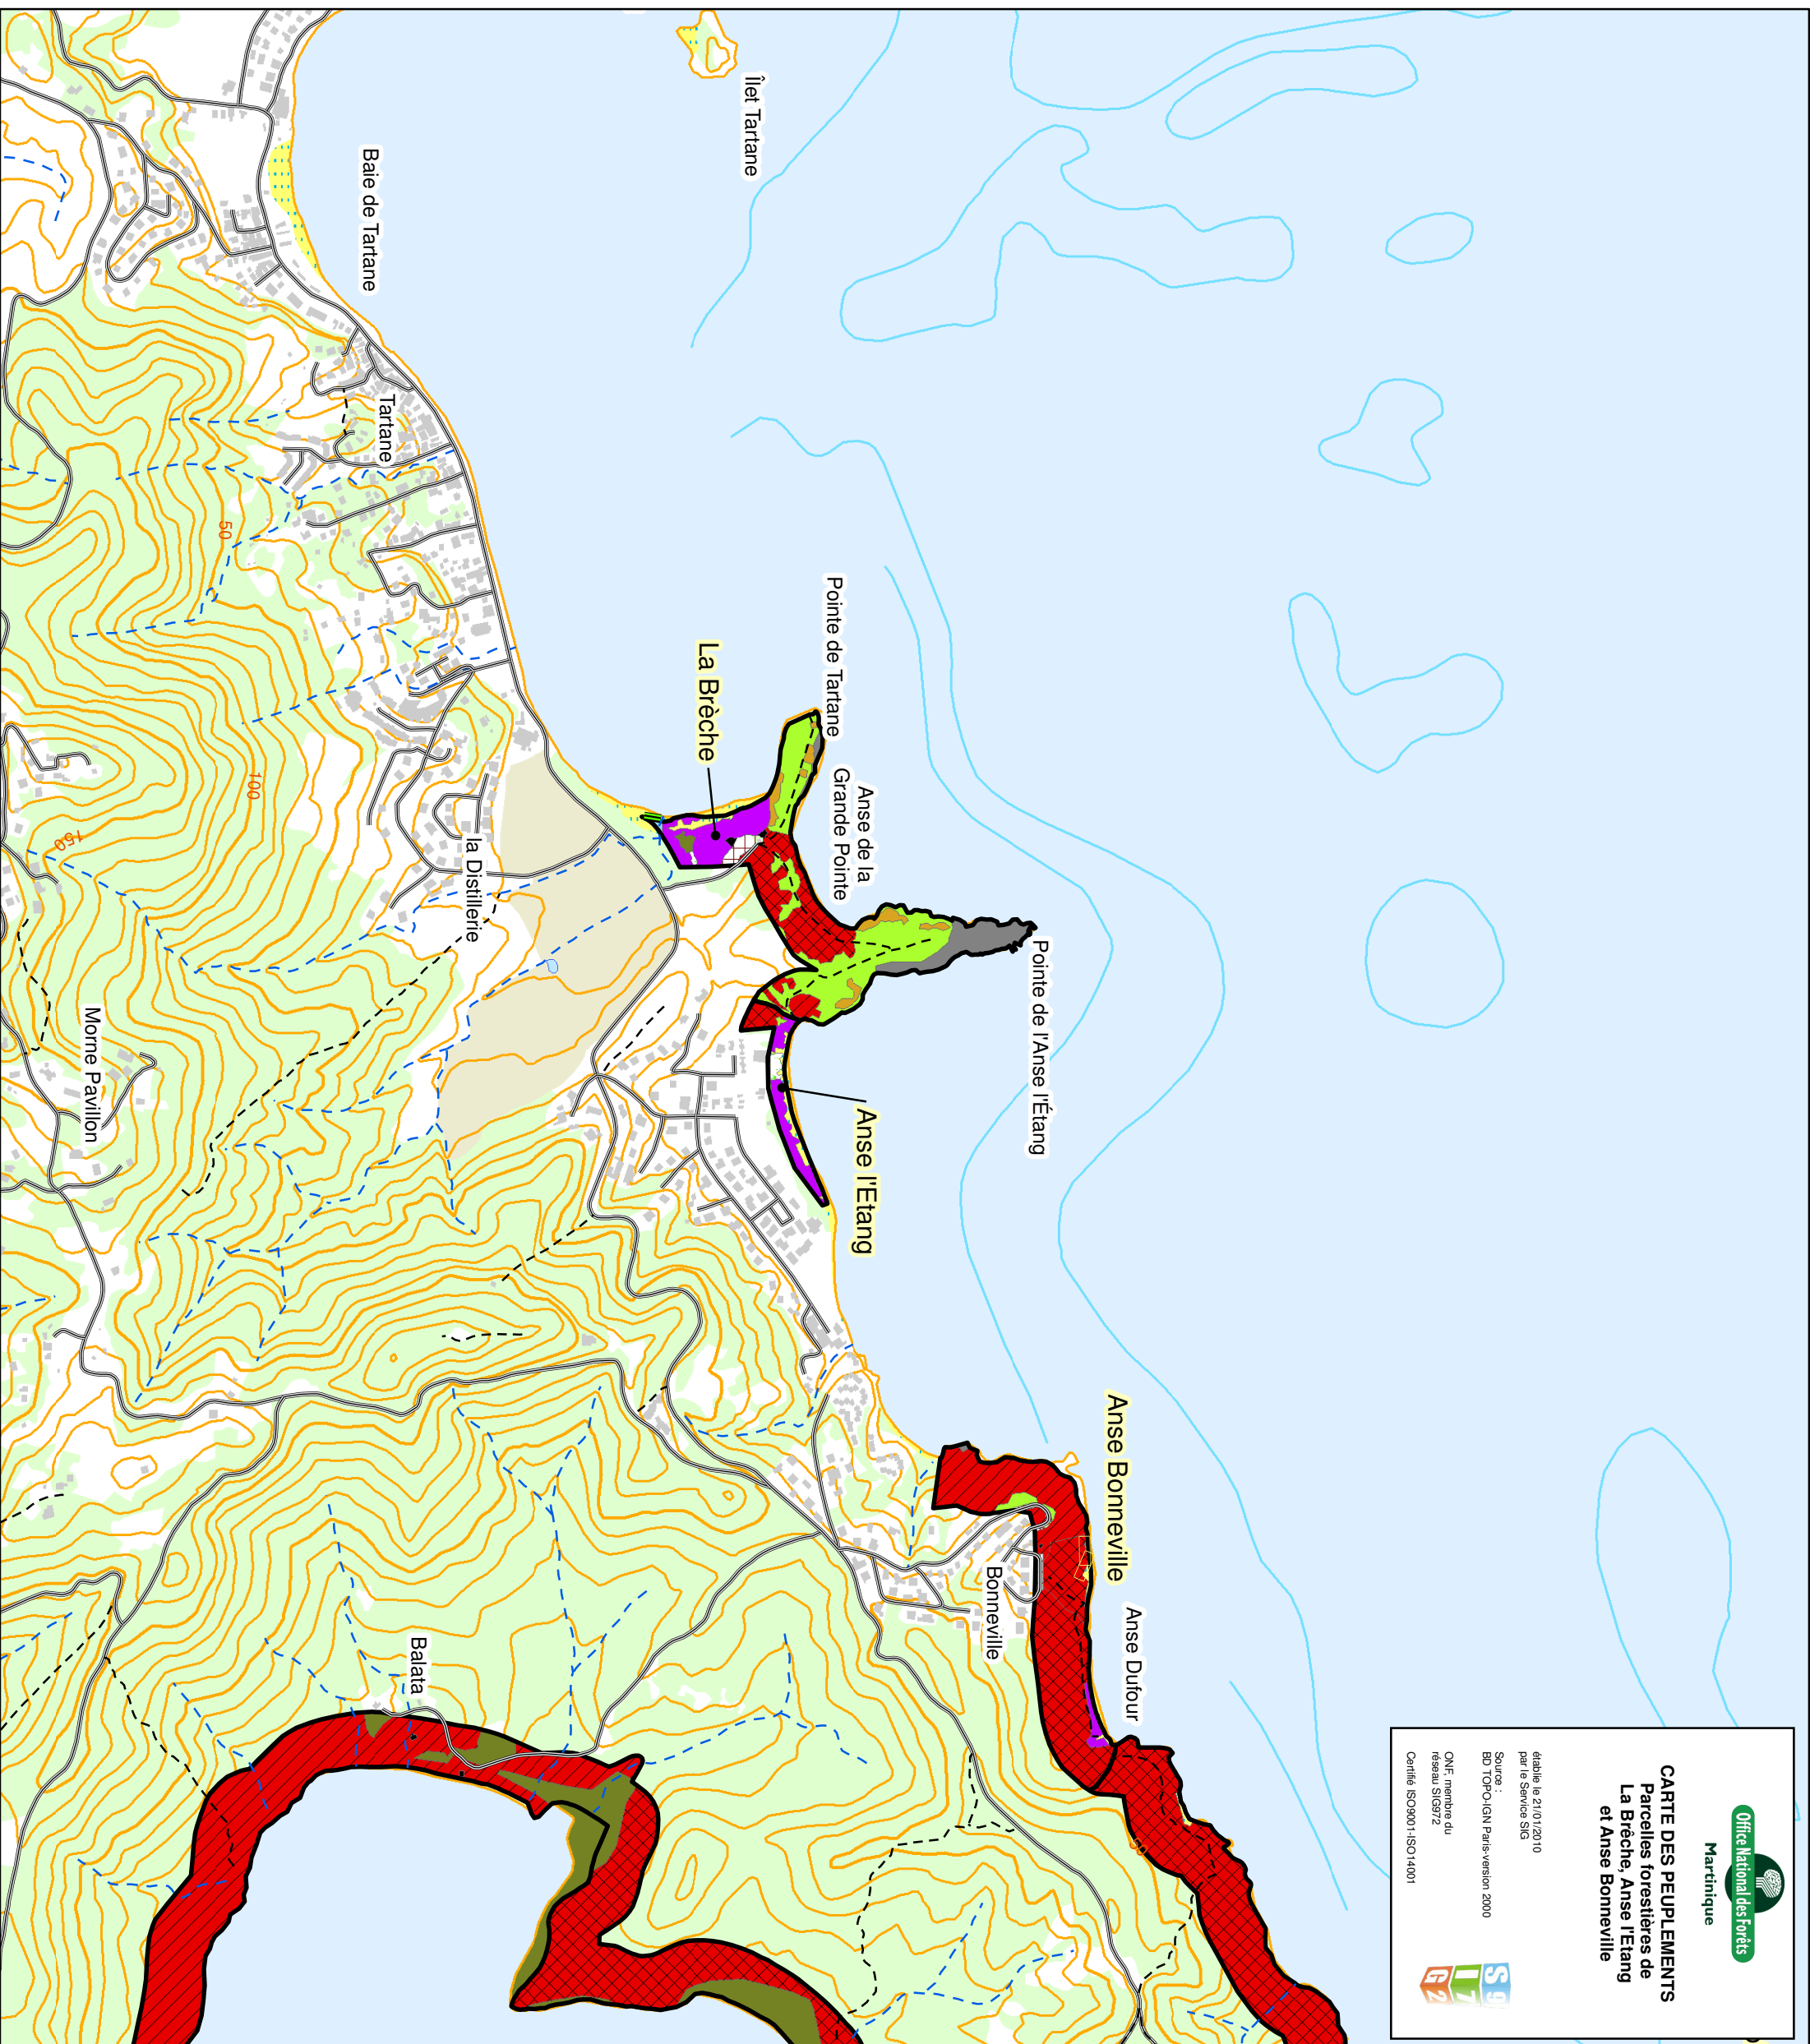 Office National des Forêts
Martinique
CARTE DES PEUPLEMENTS
Parcelles forestières de
La Brêche, Anse l'Etang
et Anse Bonneville
établie le 21/01/2010
par le Service SIG
Source :
BD TOPO-IGN Paris-version 2000
ONF, membre du
réseau SIG972
Certifié ISO9001-ISO14001
Îlet Tartane
Baie de Tartane
Tartane
Pointe de Tartane
La Brèche
Anse de la
Grande Pointe
Pointe de l'Anse l'Étang
Anse l'Etang
la Distillerie
Morne Pavillon
Anse Bonneville
Anse Dufour
Bonneville
Balata
50
100
150
50